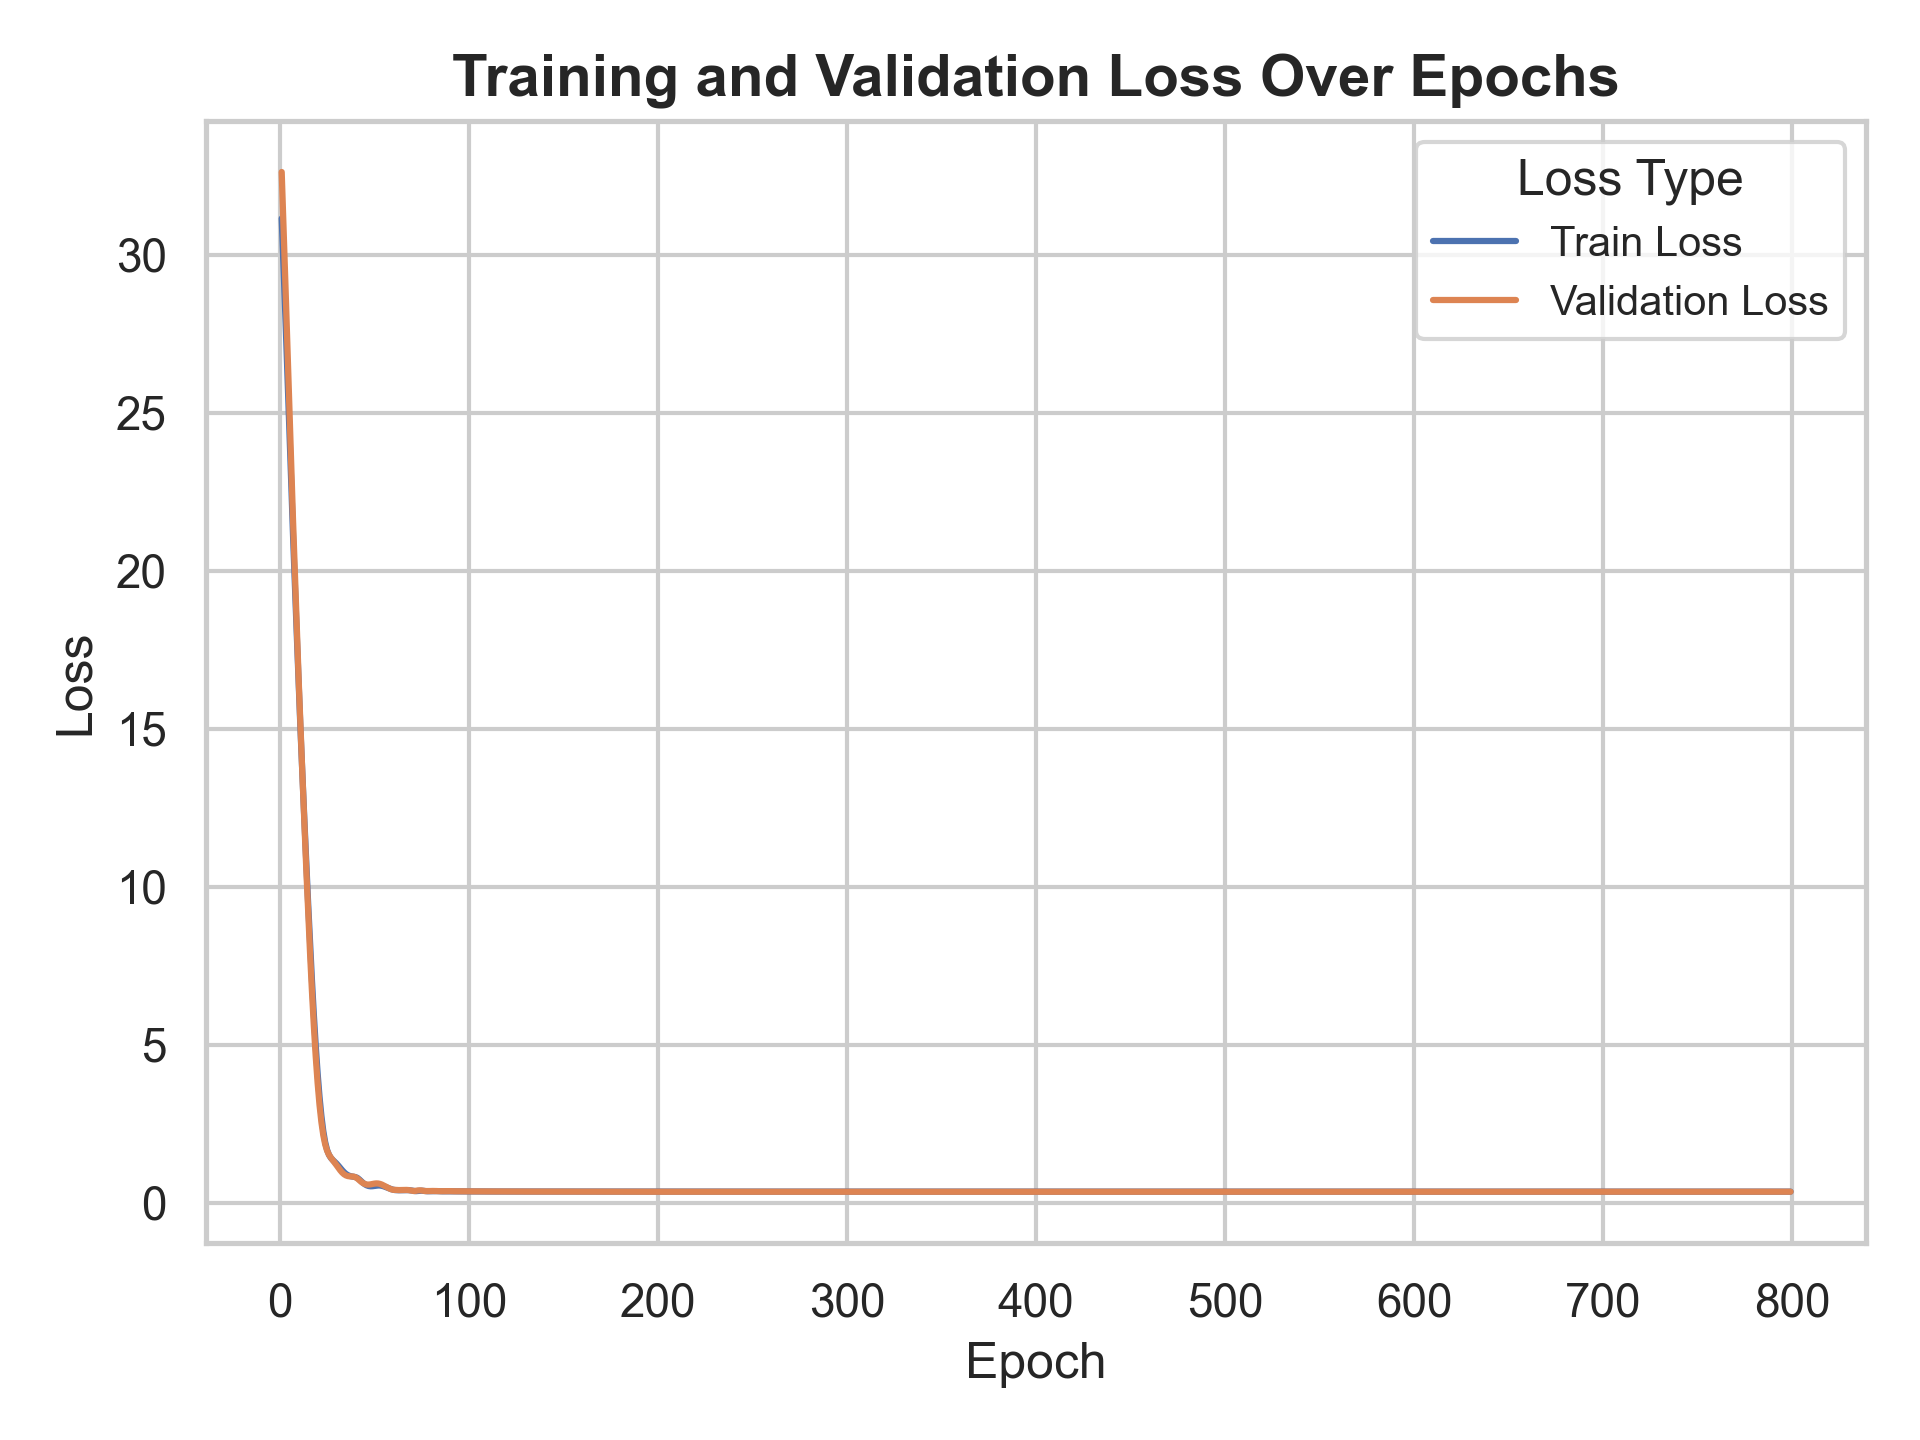 Training and Validation Loss Over Epochs
Loss Type
Train Loss
Validation Loss
30
25
20
15
10
5
0
Loss
0 100 200 300 400 500 600 700 800
Epoch